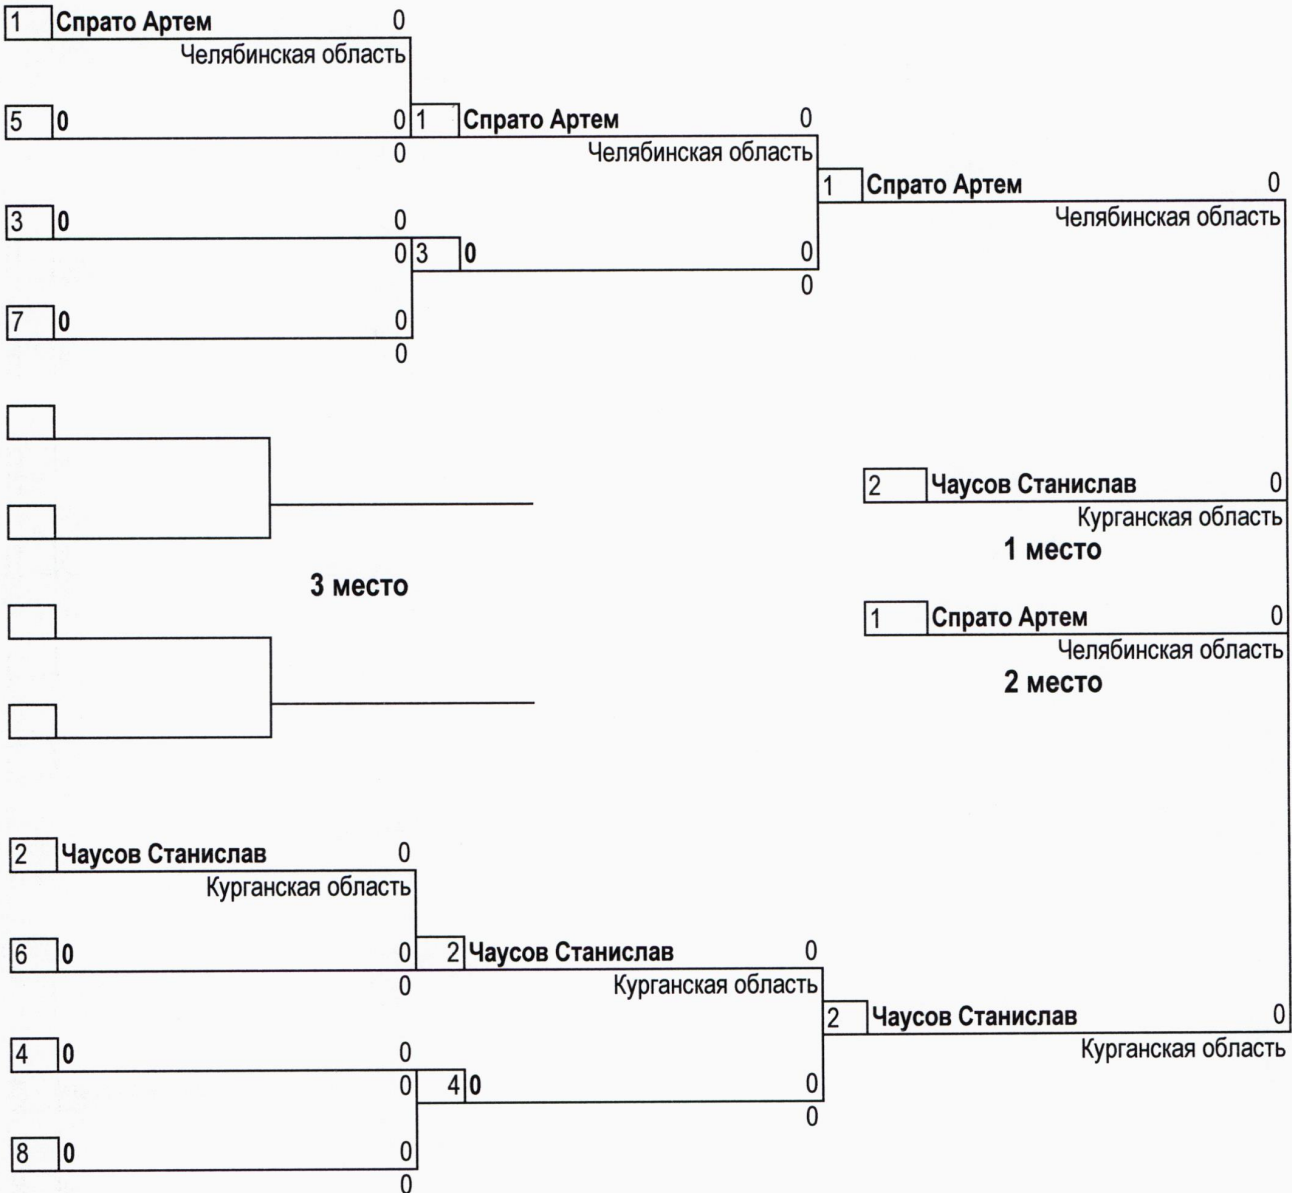 1 Спрато Артем 0
Челябинская область
5 0 0 1 Спрато Артем 0
0 Челябинская область
1 Спрато Артем 0
Челябинская область
3 0 0
0 3 0 0
0
7 0 0
0
2 Чаусов Станислав 0
Курганская область
1 место
3 место
1 Спрато Артем 0
Челябинская область
2 место
2 Чаусов Станислав 0
Курганская область
6 0 0 2 Чаусов Станислав 0
0 Курганская область
2 Чаусов Станислав 0
Курганская область
4 0 0
0 4 0 0
0
8 0 0
0